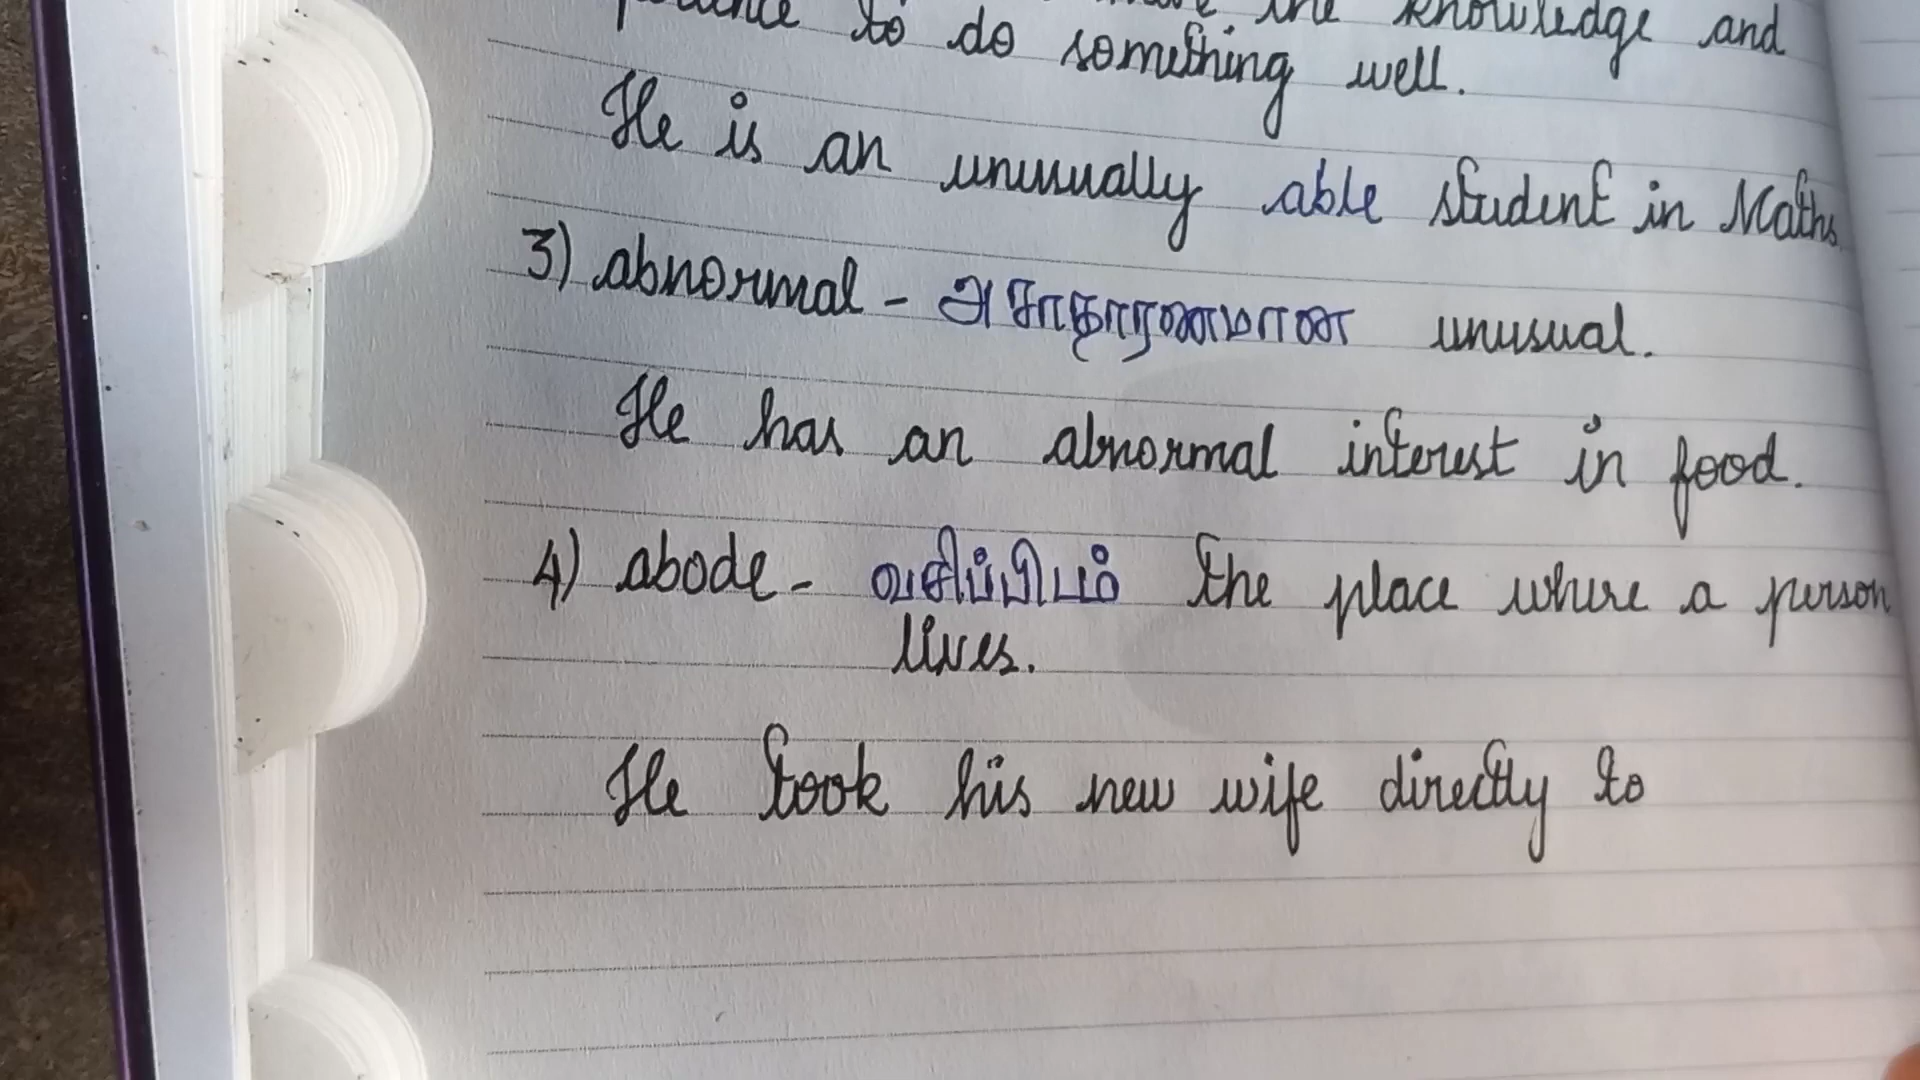 the knowledge and
to do something well.
He is an unusually able student in Maths
3) abnormal - அசாதாரணமான unusual.
He has an abnormal interest in food.
4) abode - வசிப்பிடம் the place where a person
lives.
He took his new wife directly to